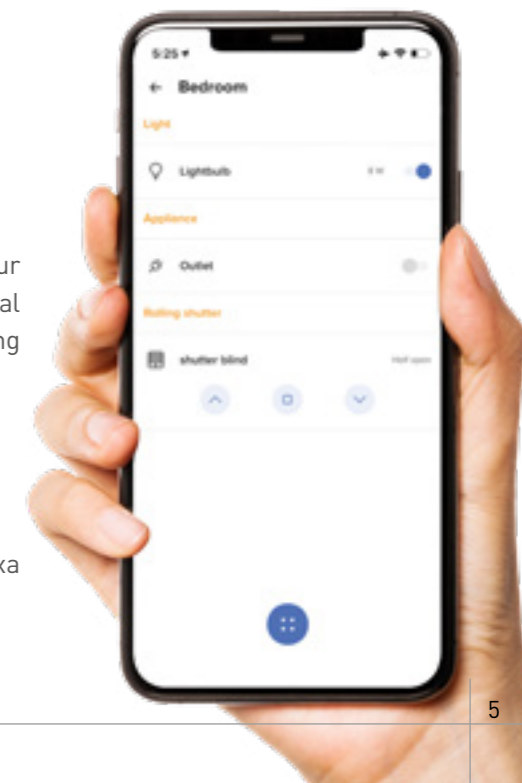 5:25
← Bedroom
Light
Lightbulb
Appliance
Outlet
Rolling shutter
shutter blind Half open
ur
al
ng
xa
5